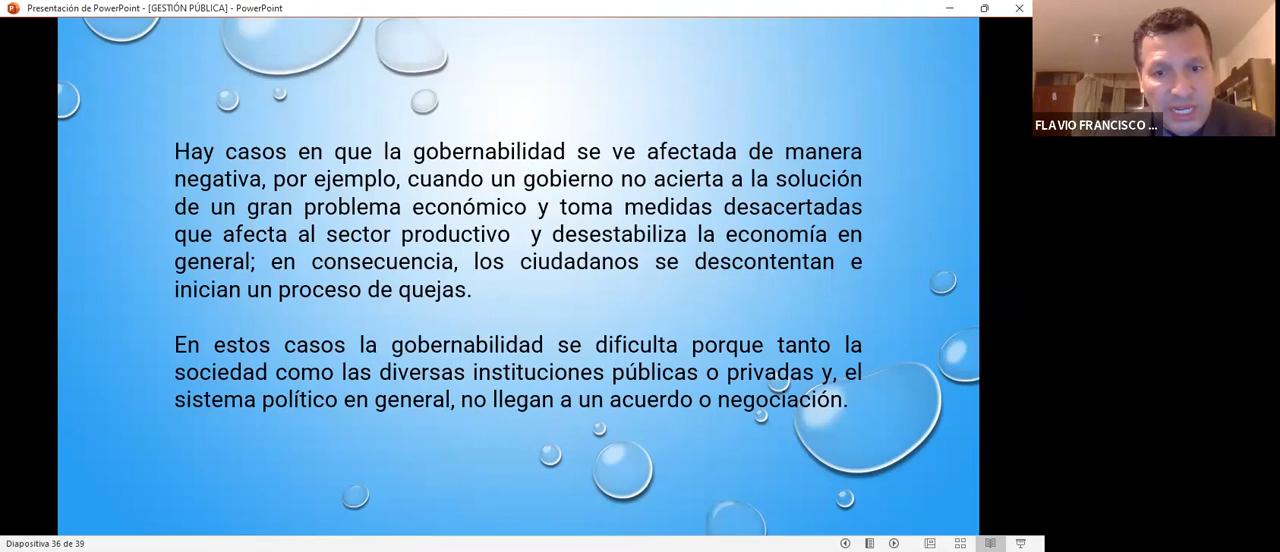 Presentación de PowerPoint - [GESTIÓN PÚBLICA] - PowerPoint
FLAVIO FRANCISCO ...
Hay casos en que la gobernabilidad se ve afectada de manera
negativa, por ejemplo, cuando un gobierno no acierta a la solución
de un gran problema económico y toma medidas desacertadas
que afecta al sector productivo y desestabiliza la economía en
general; en consecuencia, los ciudadanos se descontentan e
inician un proceso de quejas.
En estos casos la gobernabilidad se dificulta porque tanto la
sociedad como las diversas instituciones públicas o privadas y, el
sistema político en general, no llegan a un acuerdo o negociación.
Diapositiva 36 de 39